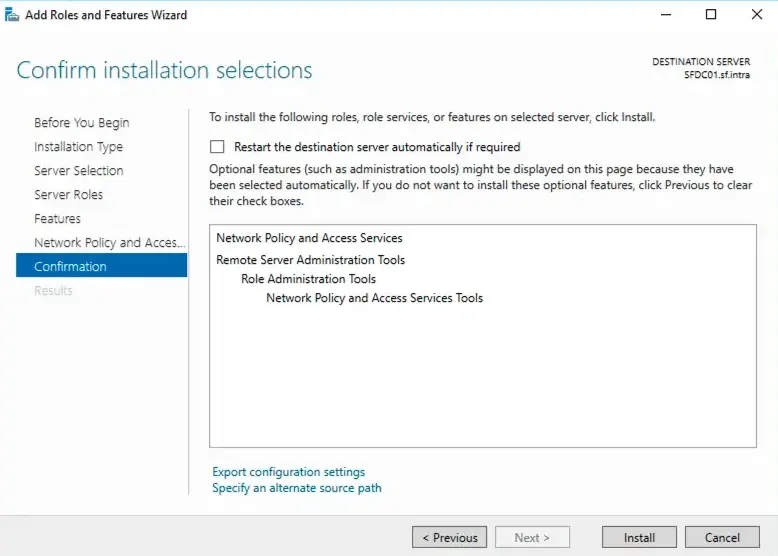 Add Roles and Features Wizard
Confirm installation selections
DESTINATION SERVER
SFDC01.sf.intra
Before You Begin
Installation Type
Server Selection
Server Roles
Features
Network Policy and Acces...
Confirmation
Results
To install the following roles, role services, or features on selected server, click Install.
Restart the destination server automatically if required
Optional features (such as administration tools) might be displayed on this page because they have
been selected automatically. If you do not want to install these optional features, click Previous to clear
their check boxes.
Network Policy and Access Services
Remote Server Administration Tools
Role Administration Tools
Network Policy and Access Services Tools
Export configuration settings
Specify an alternate source path
< Previous
Next >
Install
Cancel